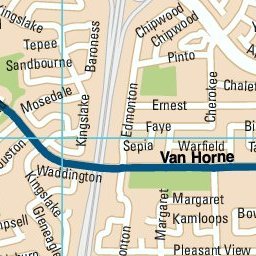 Kingslake
Chipwood
Chipwood
Tepee
Baroness
Pinto
Sandbourne
Edmonton
Cherokee
Mosedale
Ernest
Kingslake
Faye
Sepia
Warfield
Van Horne
Waddington
Kingslake
Gleneagles
Margaret
Margaret
Kamloops
Pleasant View